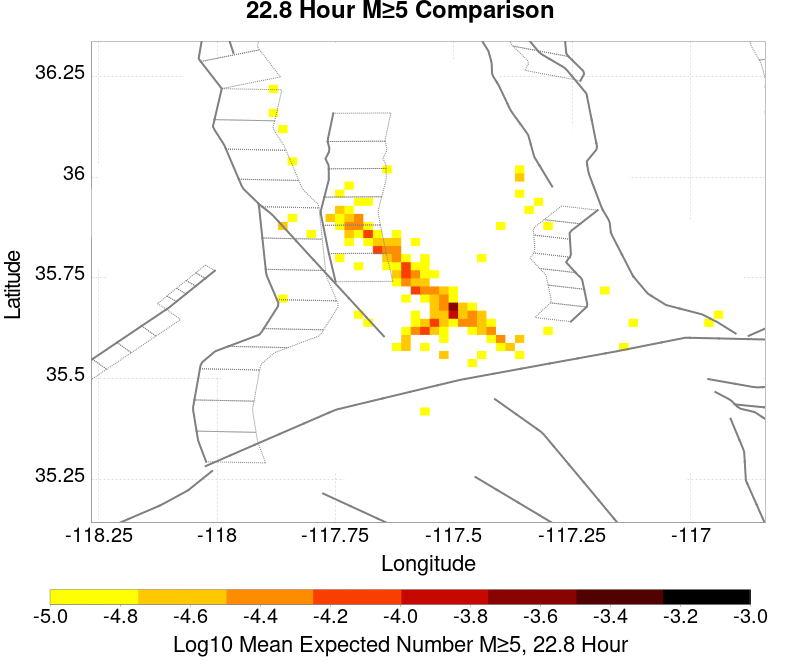 22.8 Hour M≥5 Comparison
36.25
36
35.75
35.5
35.25
Latitude
-118.25 -118 -117.75 -117.5 -117.25 -117
Longitude
-5.0 -4.8 -4.6 -4.4 -4.2 -4.0 -3.8 -3.6 -3.4 -3.2 -3.0
Log10 Mean Expected Number M≥5, 22.8 Hour